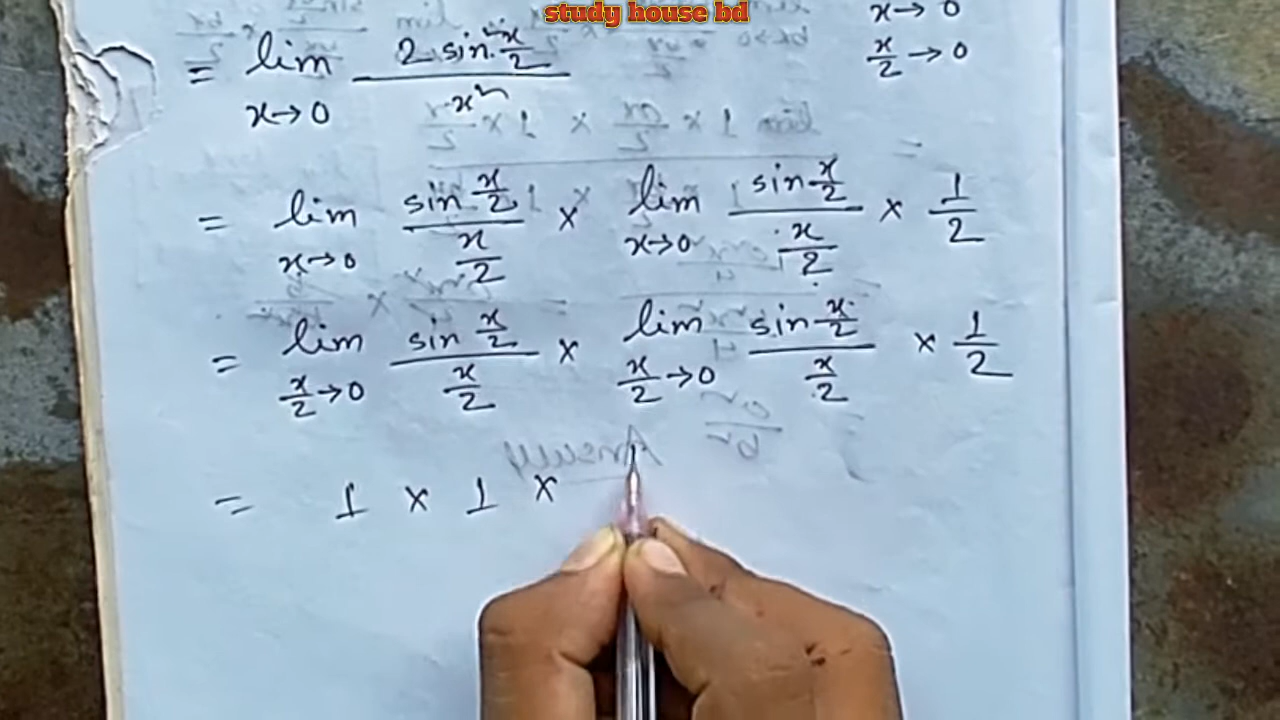 study house bd
x→0
= lim x→0 2 sin² x/2 / x²
x/2→0
= lim x→0 sin x/2 / x/2 × lim x→0 sin x/2 / x/2 × 1/2
= lim x/2→0 sin x/2 / x/2 × lim x/2→0 sin x/2 / x/2 × 1/2
= 1 × 1 ×
Answer